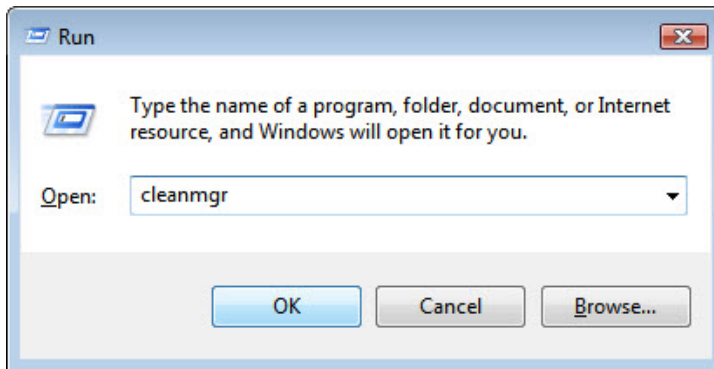 Run
Type the name of a program, folder, document, or Internet
resource, and Windows will open it for you.
Open: cleanmgr
OK Cancel Browse...